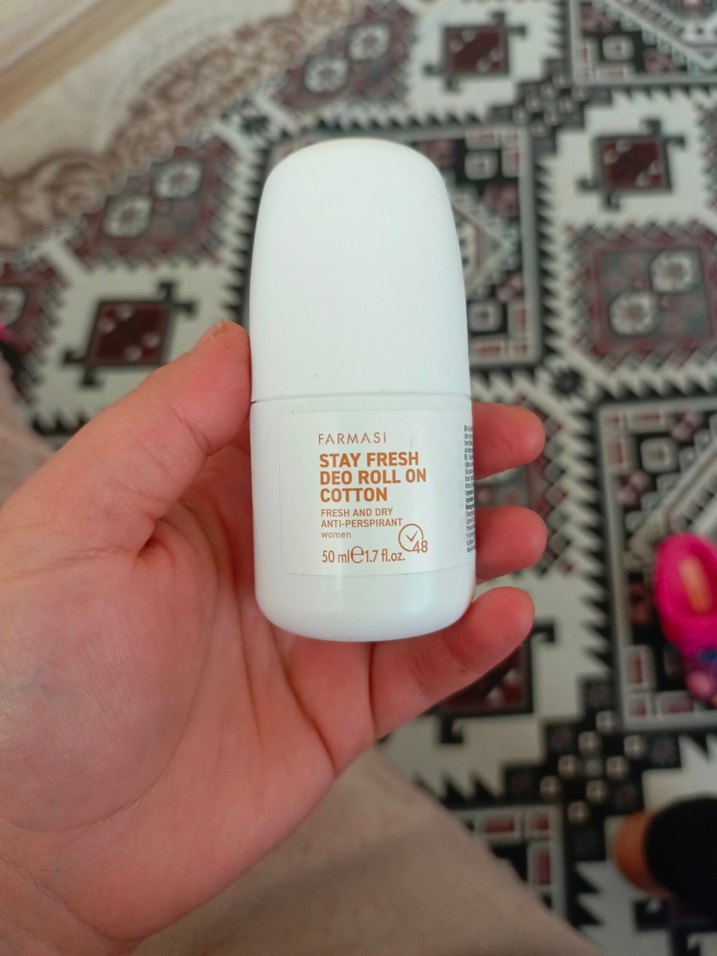 FARMASI
STAY FRESH
DEO ROLL ON
COTTON
FRESH AND DRY
ANTI-PERSPIRANT
women
48
50 ml℮1.7 fl.oz.